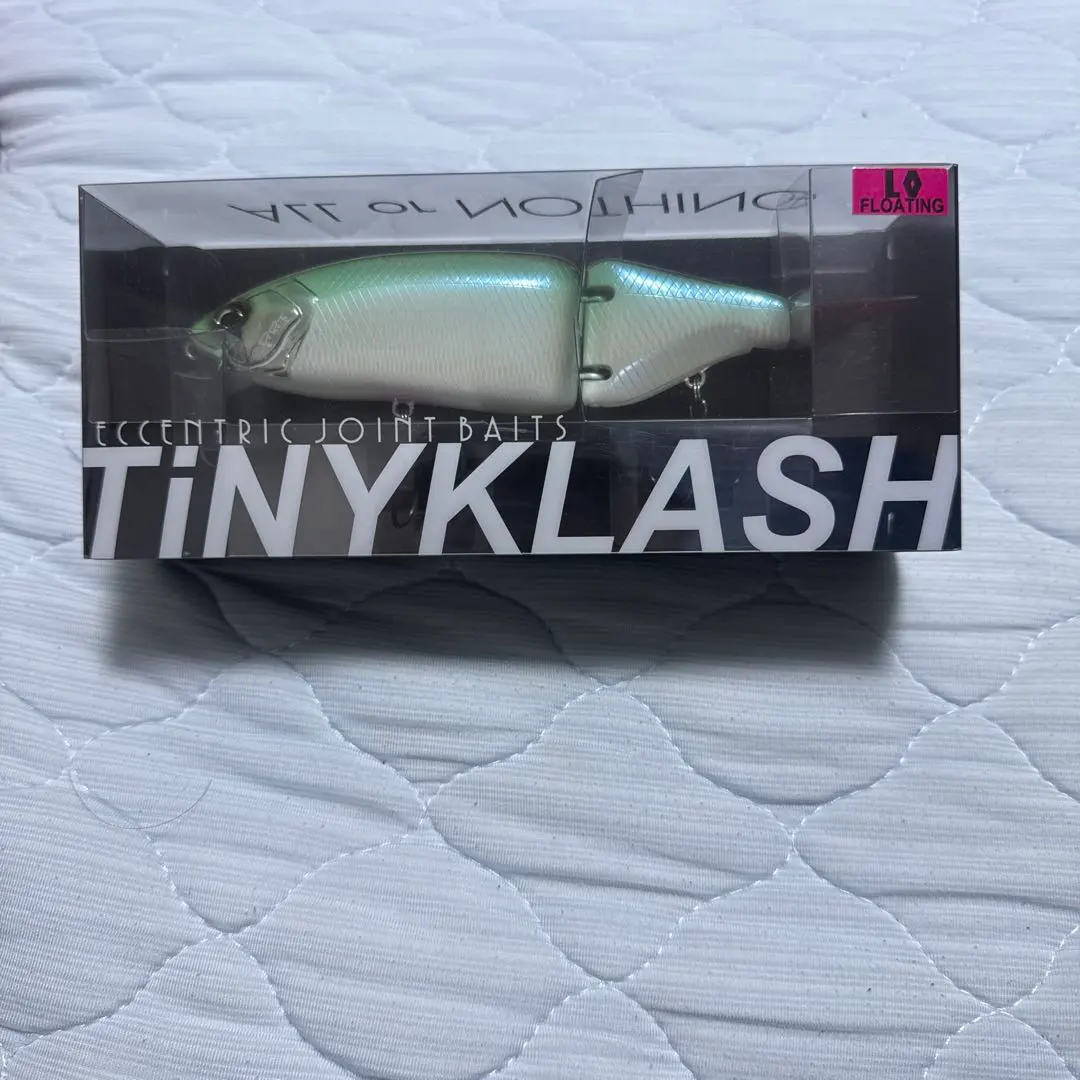 ALL or NOTHING
LO
FLOATING
ECCENTRIC JOINT BAITS
TiNYKLASH